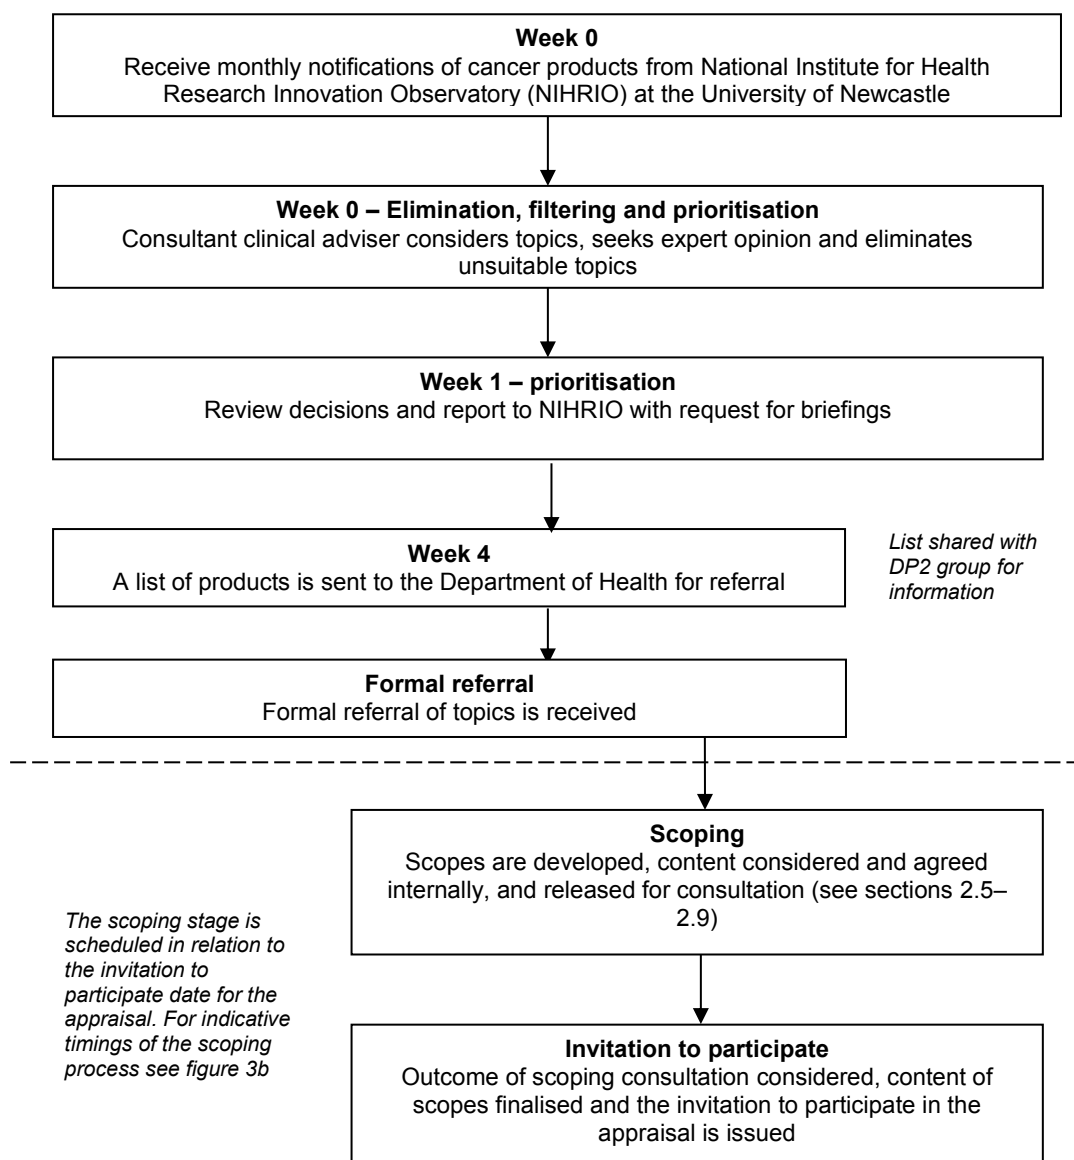 Week 0
Receive monthly notifications of cancer products from National Institute for Health
Research Innovation Observatory (NIHRIO) at the University of Newcastle
Week 0 – Elimination, filtering and prioritisation
Consultant clinical adviser considers topics, seeks expert opinion and eliminates
unsuitable topics
Week 1 – prioritisation
Review decisions and report to NIHRIO with request for briefings
Week 4
A list of products is sent to the Department of Health for referral
List shared with
DP2 group for
information
Formal referral
Formal referral of topics is received
Scoping
Scopes are developed, content considered and agreed
internally, and released for consultation (see sections 2.5–
2.9)
The scoping stage is
scheduled in relation to
the invitation to
participate date for the
appraisal. For indicative
timings of the scoping
process see figure 3b
Invitation to participate
Outcome of scoping consultation considered, content of
scopes finalised and the invitation to participate in the
appraisal is issued